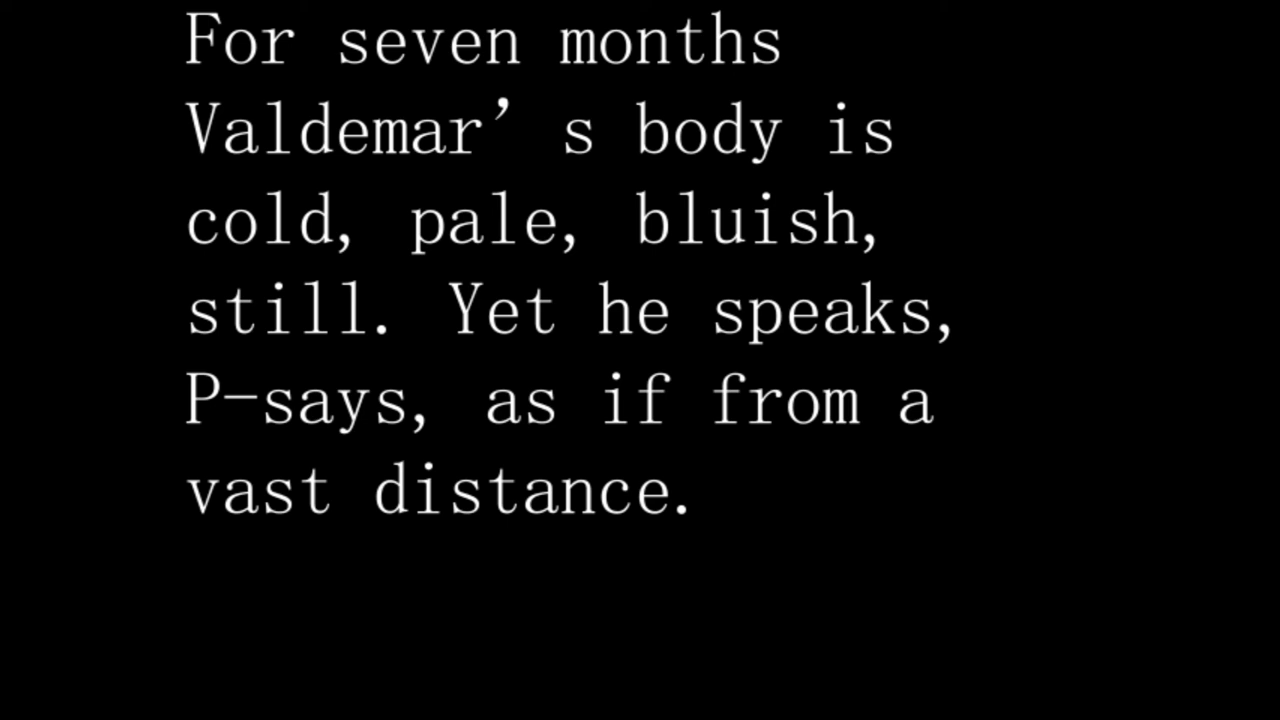 For seven months
Valdemar’s body is
cold, pale, bluish,
still. Yet he speaks,
P-says, as if from a
vast distance.